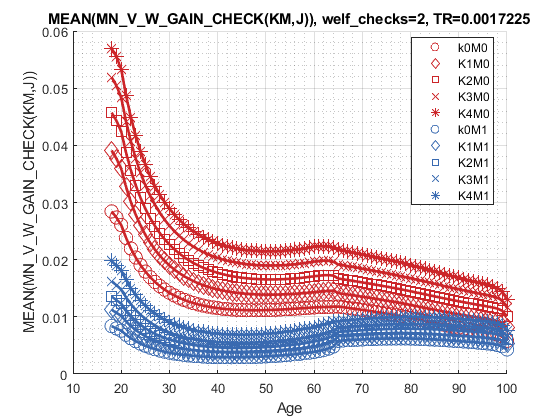 MEAN(MN_V_W_GAIN_CHECK(KM,J)), welf_checks=2, TR=0.0017225
MEAN(MN_V_W_GAIN_CHECK(KM,J))
0.06
0.05
0.04
0.03
0.02
0.01
0
k0M0
K1M0
K2M0
K3M0
K4M0
k0M1
K1M1
K2M1
K3M1
K4M1
10 20 30 40 50 60 70 80 90 100
Age